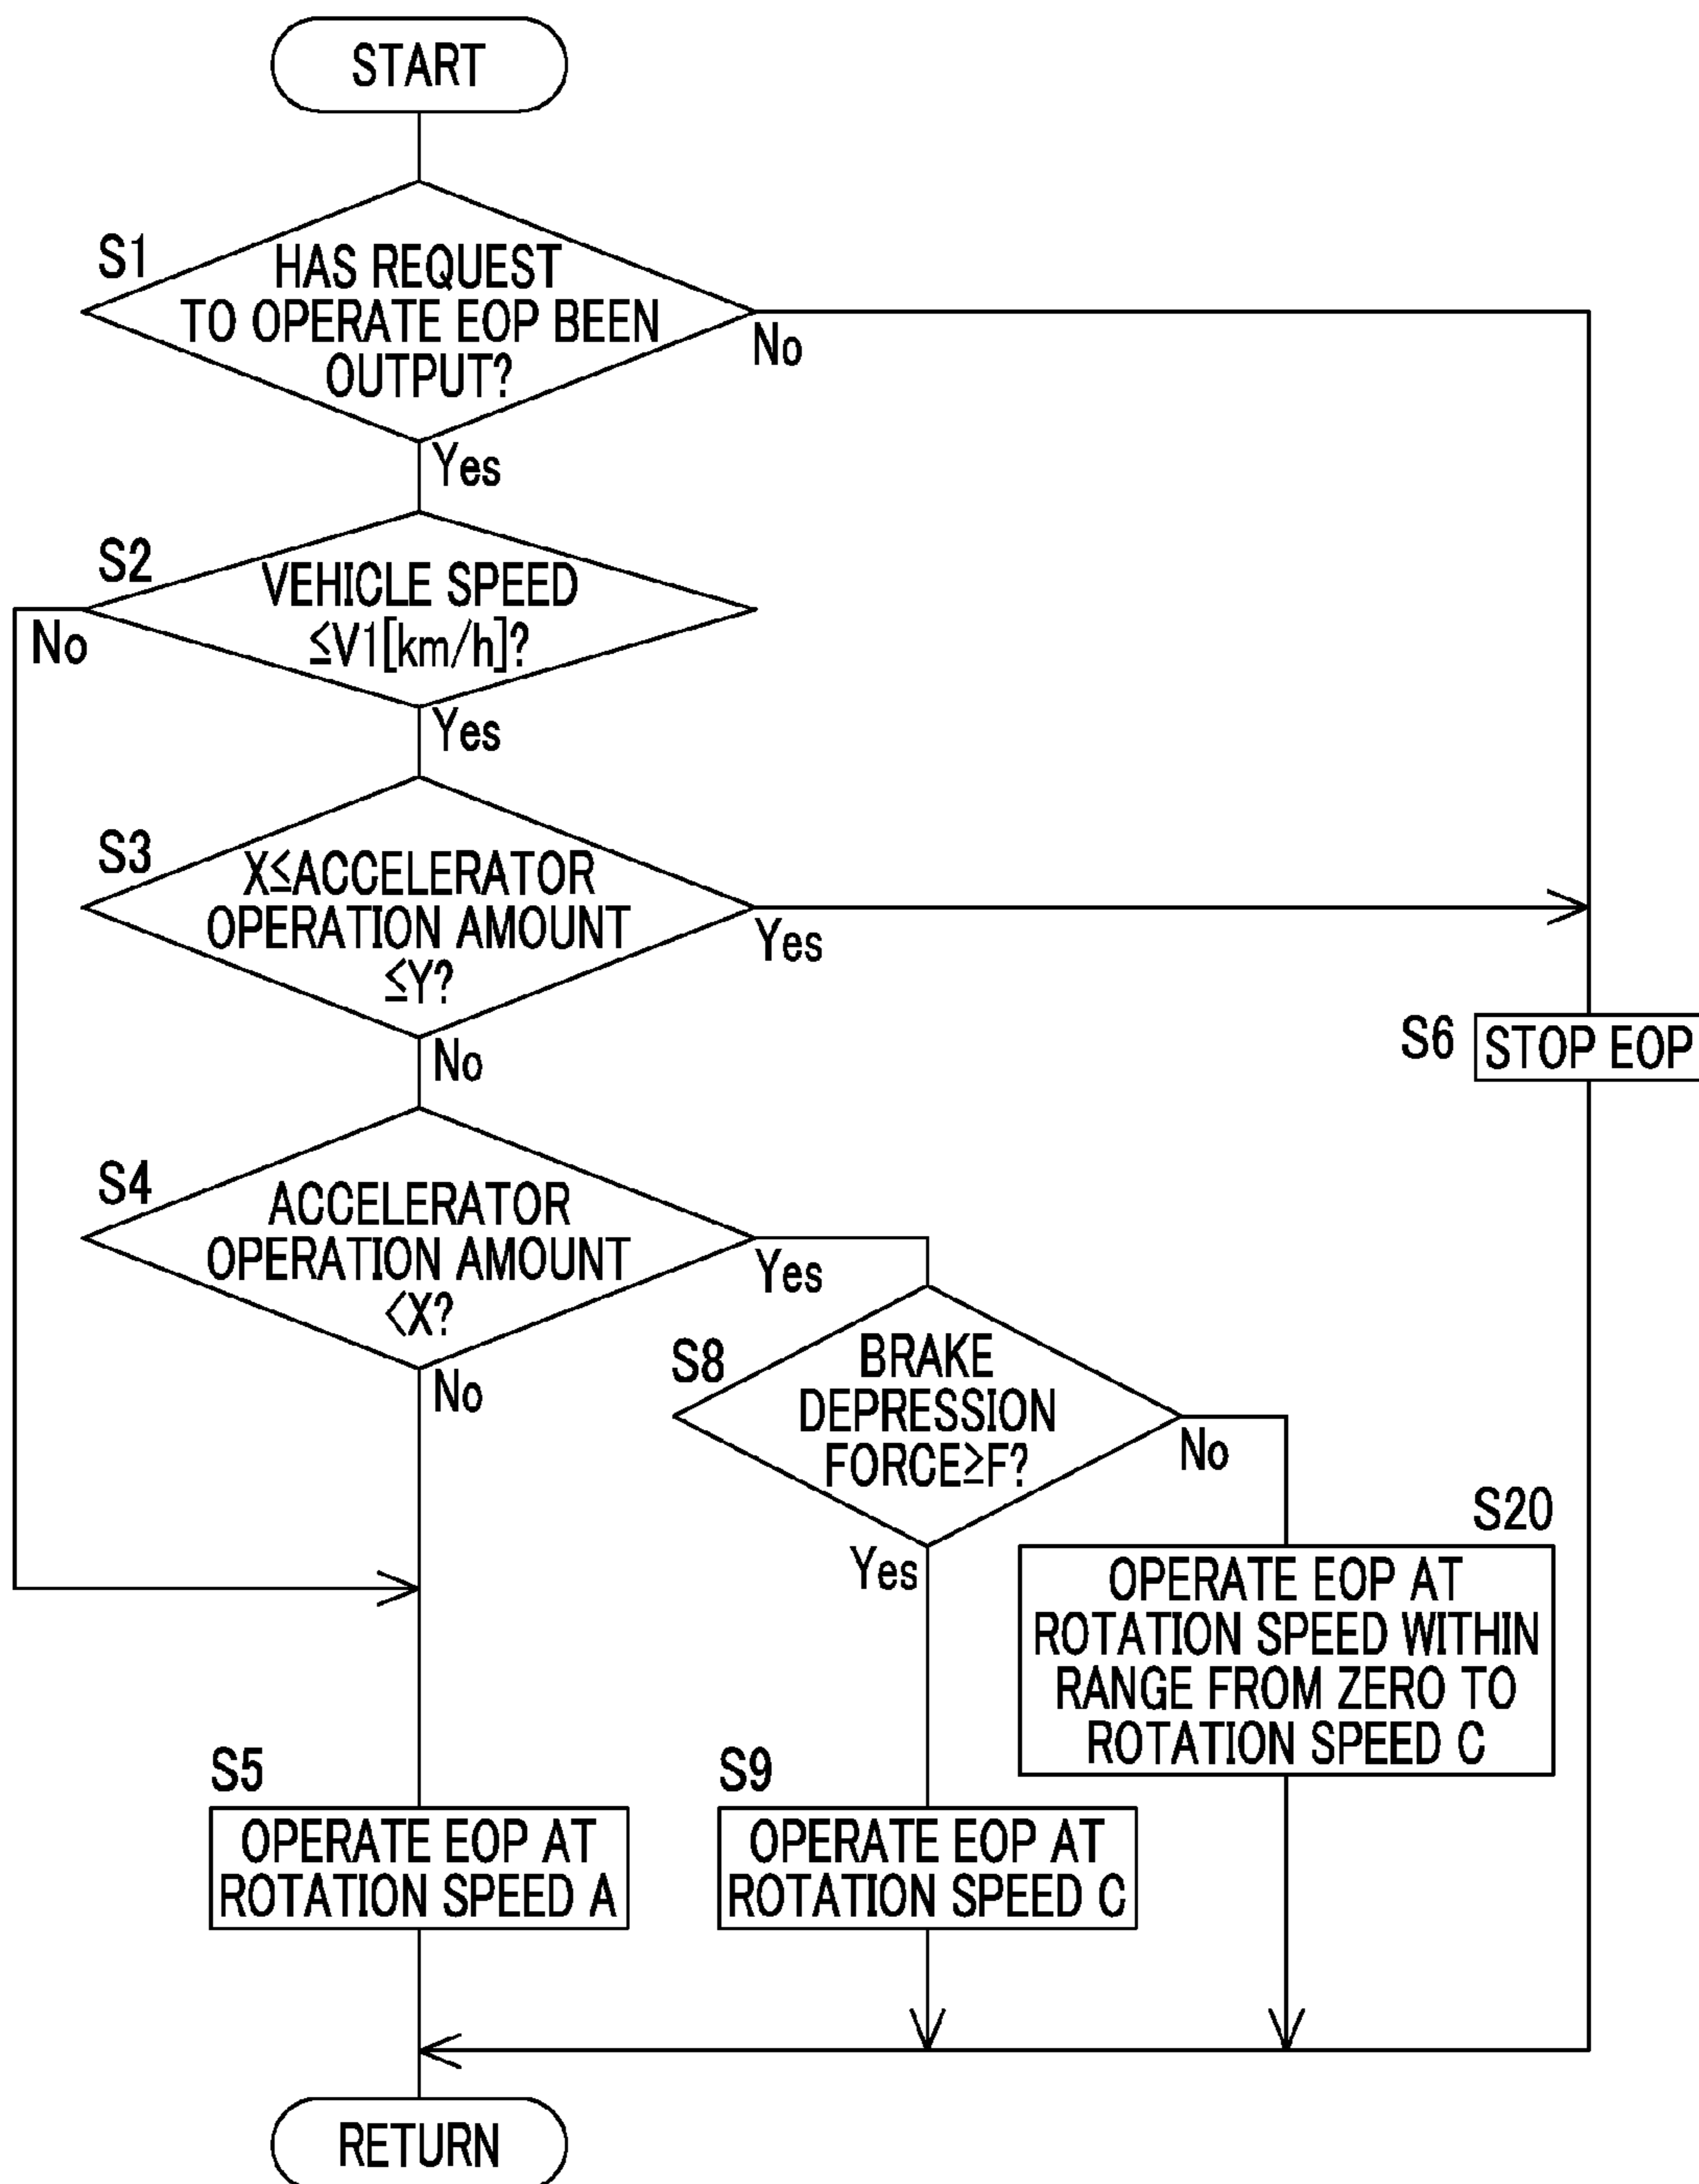 START
S1
HAS REQUEST
TO OPERATE EOP BEEN
OUTPUT?
No
Yes
S2
VEHICLE SPEED
≤V1[km/h]?
No
Yes
S3
X≤ACCELERATOR
OPERATION AMOUNT
≤Y?
Yes
No
S6
STOP EOP
S4
ACCELERATOR
OPERATION AMOUNT
<X?
Yes
No
S8
BRAKE
DEPRESSION
FORCE≥F?
No
Yes
S20
OPERATE EOP AT
ROTATION SPEED WITHIN
RANGE FROM ZERO TO
ROTATION SPEED C
S5
OPERATE EOP AT
ROTATION SPEED A
S9
OPERATE EOP AT
ROTATION SPEED C
RETURN